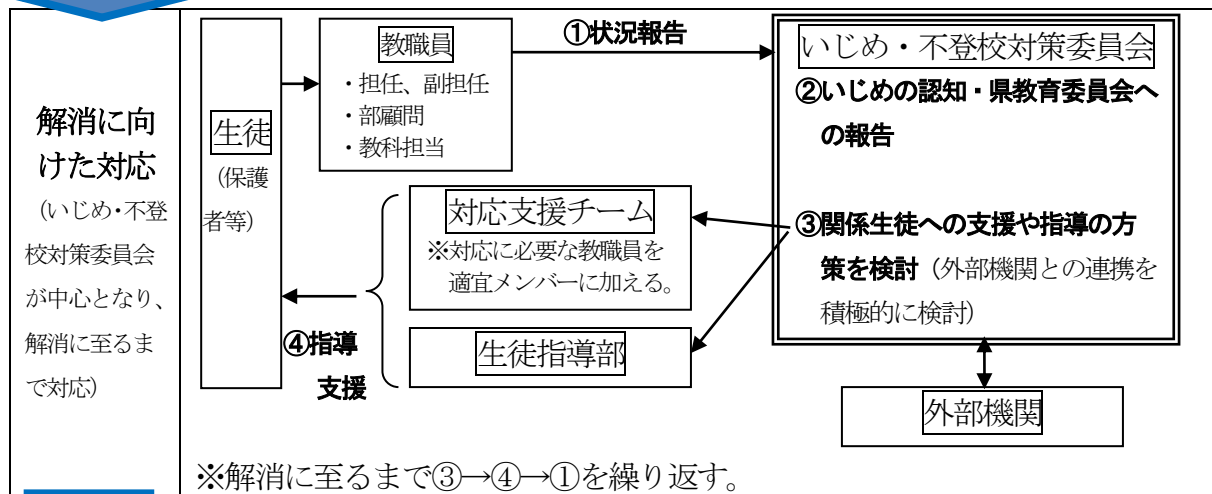 解消に向
けた対応
(いじめ・不登
校対策委員会
が中心となり、
解消に至るま
で対応)
生徒
(保護
者等)
教職員
・担任、副担任
・部顧問
・教科担当
①状況報告
いじめ・不登校対策委員会
②いじめの認知・県教育委員会へ
の報告
③関係生徒への支援や指導の方
策を検討(外部機関との連携を
積極的に検討)
対応支援チーム
※対応に必要な教職員を
適宜メンバーに加える。
④指導
支援
生徒指導部
外部機関
※解消に至るまで③→④→①を繰り返す。